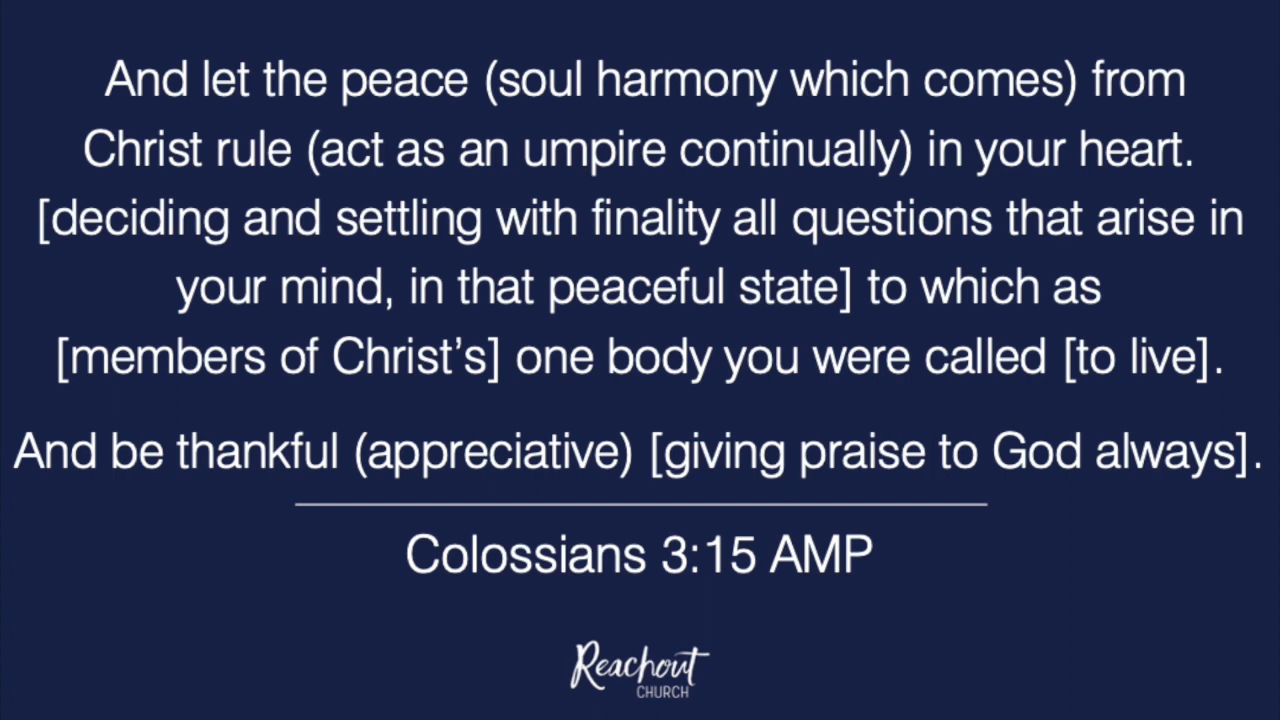 And let the peace (soul harmony which comes) from
Christ rule (act as an umpire continually) in your heart.
[deciding and settling with finality all questions that arise in
your mind, in that peaceful state] to which as
[members of Christ’s] one body you were called [to live].
And be thankful (appreciative) [giving praise to God always].
Colossians 3:15 AMP
Reachout
CHURCH